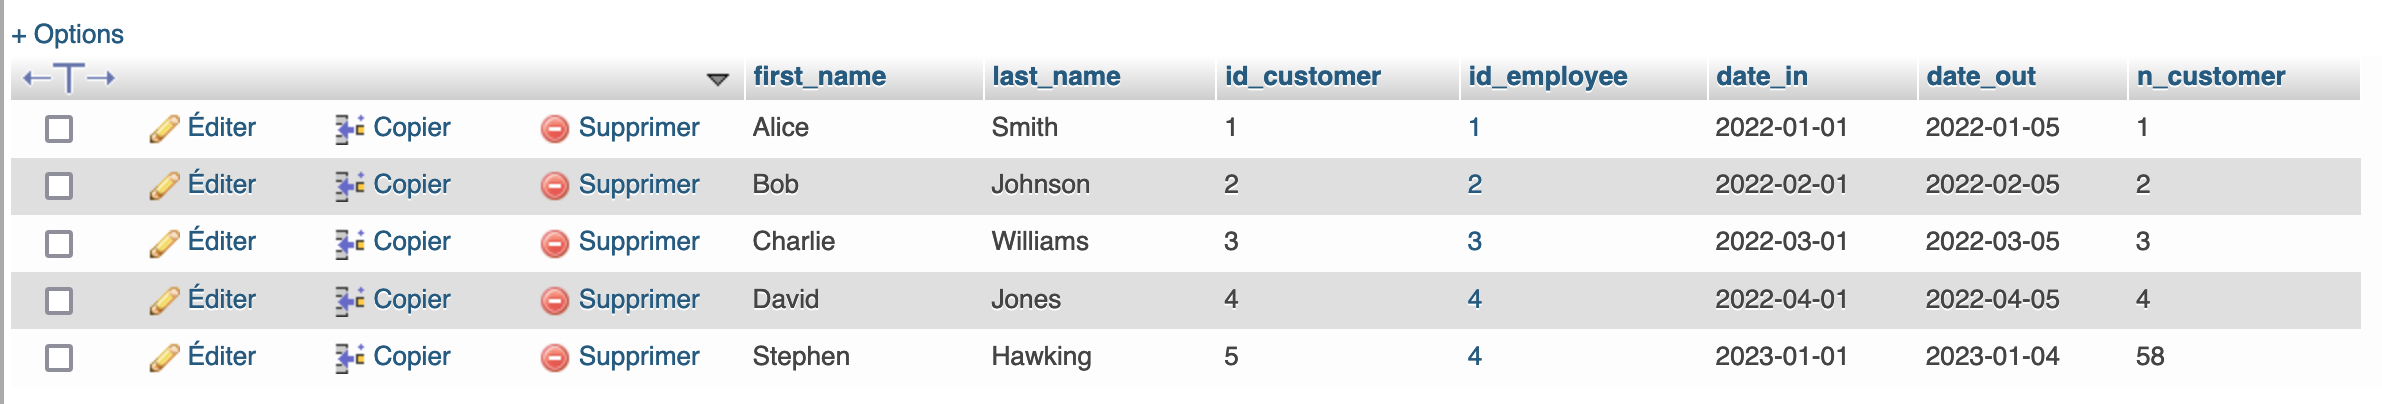 + Options
←T→ first_name last_name id_customer id_employee date_in date_out n_customer
Éditer Copier Supprimer Alice Smith 1 1 2022-01-01 2022-01-05 1
Éditer Copier Supprimer Bob Johnson 2 2 2022-02-01 2022-02-05 2
Éditer Copier Supprimer Charlie Williams 3 3 2022-03-01 2022-03-05 3
Éditer Copier Supprimer David Jones 4 4 2022-04-01 2022-04-05 4
Éditer Copier Supprimer Stephen Hawking 5 4 2023-01-01 2023-01-04 58